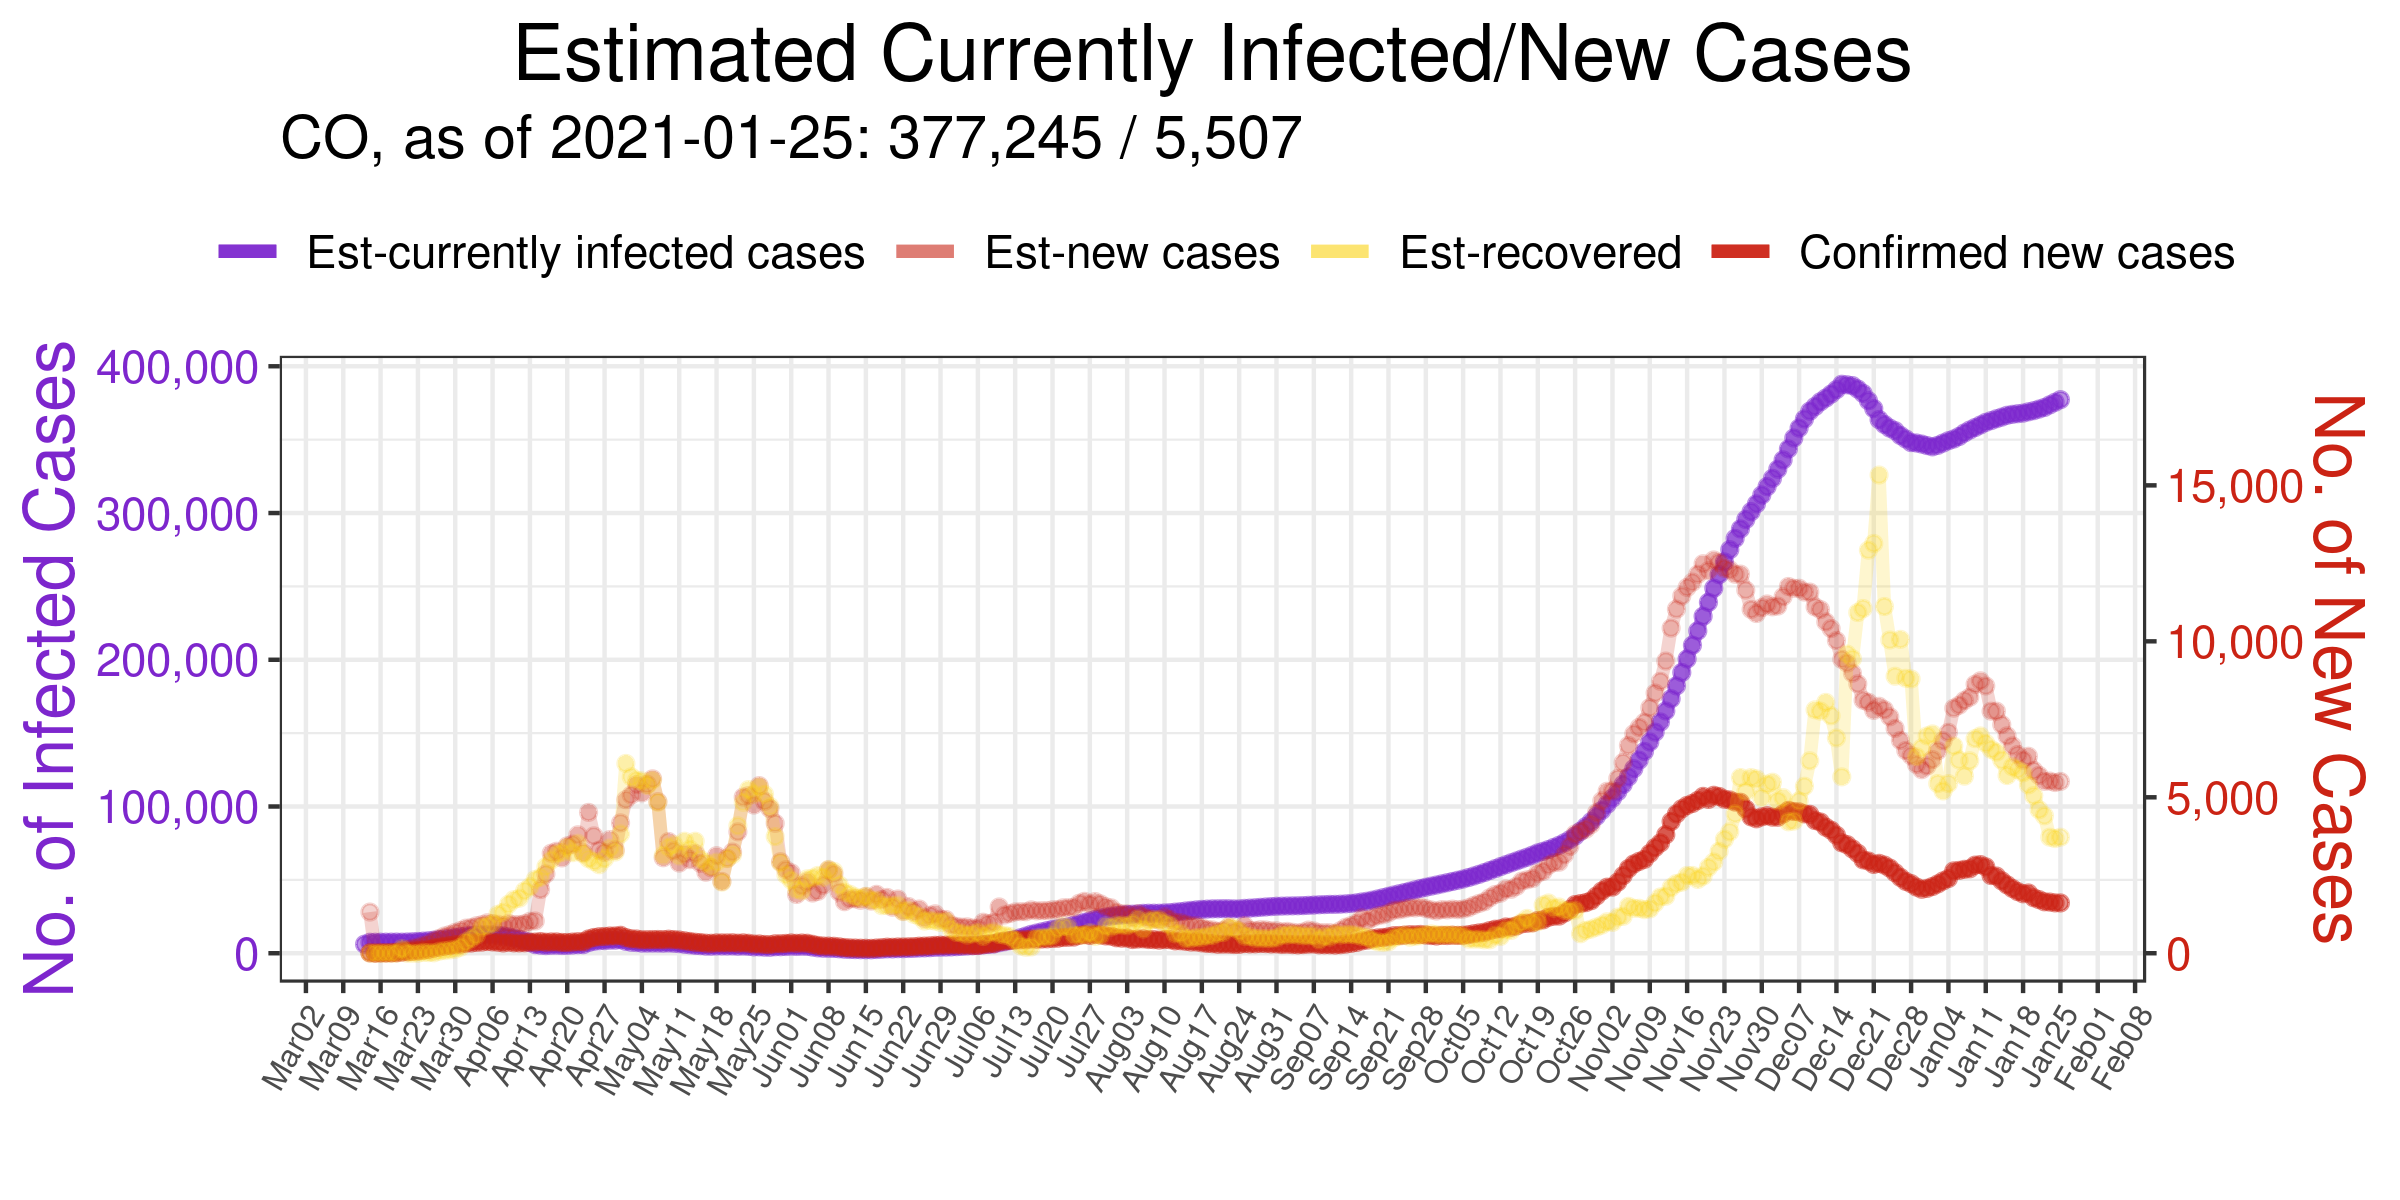 Estimated Currently Infected/New Cases
CO, as of 2021-01-25: 377,245 / 5,507
Est-currently infected cases Est-new cases Est-recovered Confirmed new cases
No. of Infected Cases
400,000
300,000
200,000
100,000
0
15,000
10,000
5,000
0
No. of New Cases
Mar02 Mar09 Mar16 Mar23 Mar30 Apr06 Apr13 Apr20 Apr27 May04 May11 May18 May25 Jun01 Jun08 Jun15 Jun22 Jun29 Jul06 Jul13 Jul20 Jul27 Aug03 Aug10 Aug17 Aug24 Aug31 Sep07 Sep14 Sep21 Sep28 Oct05 Oct12 Oct19 Oct26 Nov02 Nov09 Nov16 Nov23 Nov30 Dec07 Dec14 Dec21 Dec28 Jan04 Jan11 Jan18 Jan25 Feb01 Feb08